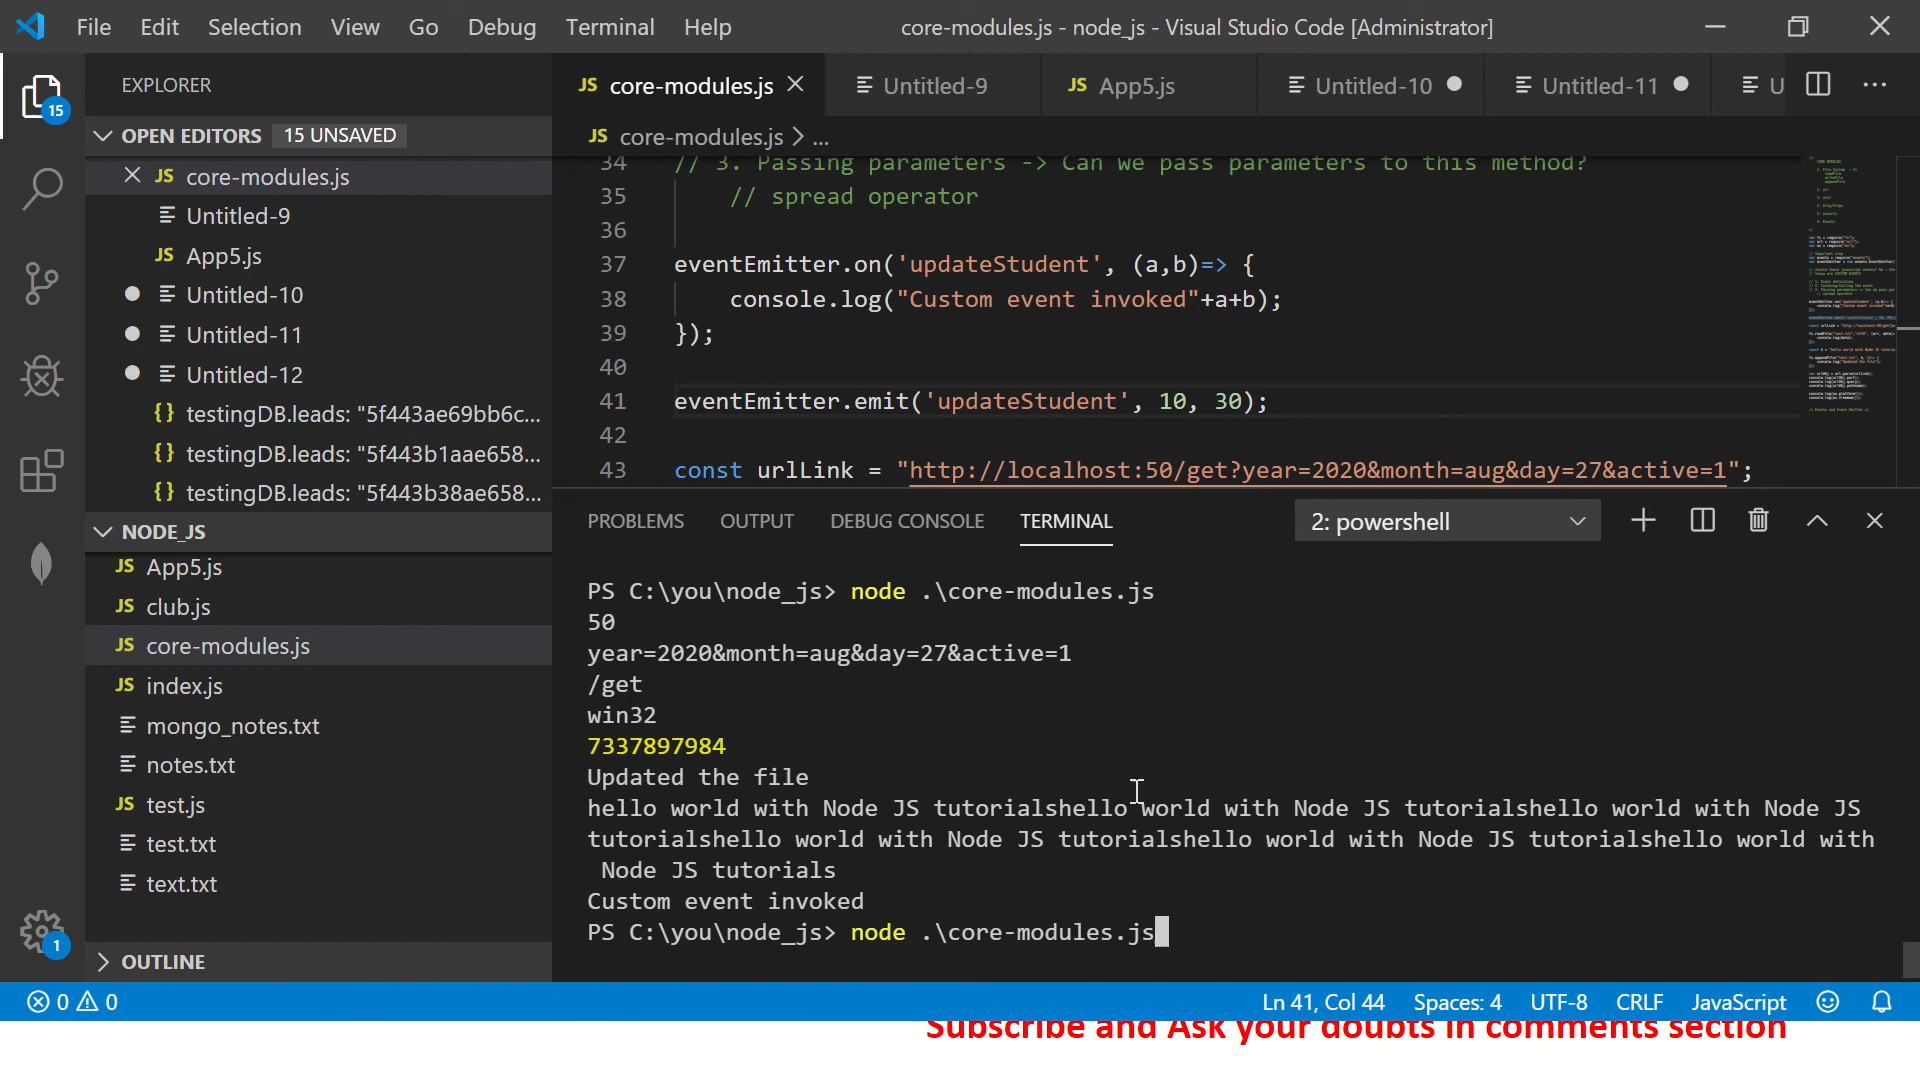 File Edit Selection View Go Debug Terminal Help
core-modules.js - node_js - Visual Studio Code [Administrator]
EXPLORER
15
OPEN EDITORS 15 UNSAVED
JS core-modules.js
Untitled-9
JS App5.js
Untitled-10
Untitled-11
Untitled-12
{} testingDB.leads: "5f443ae69bb6c...
{} testingDB.leads: "5f443b1aae658...
{} testingDB.leads: "5f443b38ae658...
NODE_JS
JS App5.js
JS club.js
JS core-modules.js
JS index.js
mongo_notes.txt
notes.txt
JS test.js
test.txt
text.txt
1
OUTLINE
JS core-modules.js
Untitled-9
JS App5.js
Untitled-10
Untitled-11
U
...
JS core-modules.js > ...
34 // 3. Passing parameters -> Can we pass parameters to this method?
35 // spread operator
36
37 eventEmitter.on('updateStudent', (a,b)=> {
38 console.log("Custom event invoked"+a+b);
39 });
40
41 eventEmitter.emit('updateStudent', 10, 30);
42
43 const urlLink = "http://localhost:50/get?year=2020&month=aug&day=27&active=1";
PROBLEMS OUTPUT DEBUG CONSOLE TERMINAL
2: powershell
PS C:\you\node_js> node .\core-modules.js
50
year=2020&month=aug&day=27&active=1
/get
win32
7337897984
Updated the file
hello world with Node JS tutorialshello world with Node JS tutorialshello world with Node JS
tutorialshello world with Node JS tutorialshello world with Node JS tutorialshello world with
Node JS tutorials
Custom event invoked
PS C:\you\node_js> node .\core-modules.js
0 0
Ln 41, Col 44 Spaces: 4 UTF-8 CRLF JavaScript
Subscribe and Ask your doubts in comments section